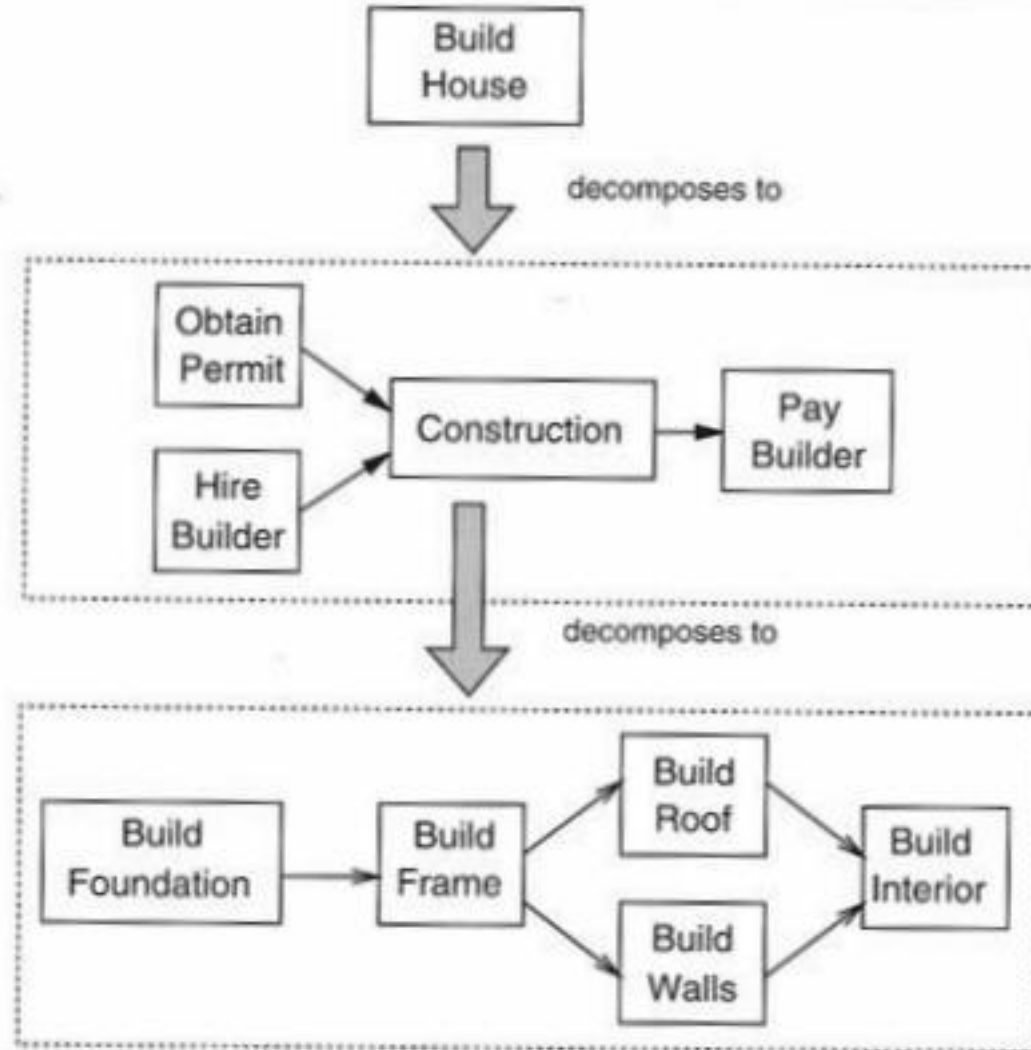 Build
House
decomposes to
Obtain
Permit
Hire
Builder
Construction
Pay
Builder
decomposes to
Build
Foundation
Build
Frame
Build
Roof
Build
Walls
Build
Interior